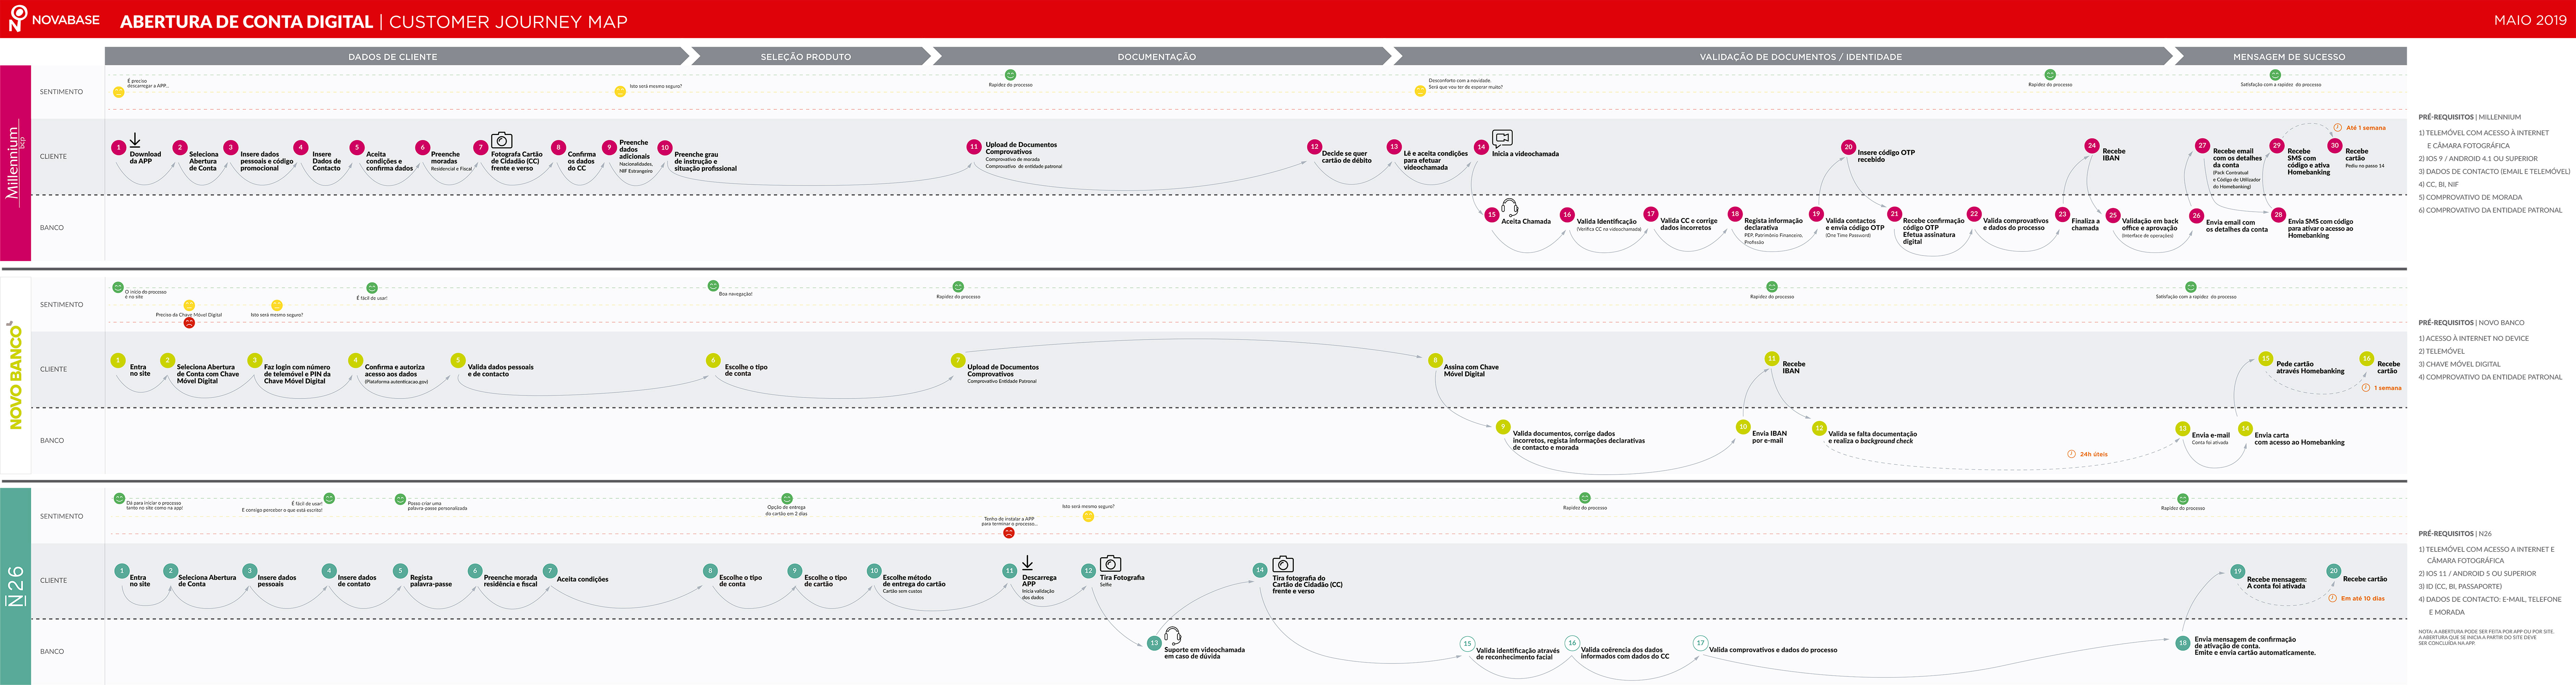 NOVABASE
ABERTURA DE CONTA DIGITAL | CUSTOMER JOURNEY MAP
MAIO 2019
DADOS DE CLIENTE
SELEÇÃO PRODUTO
DOCUMENTAÇÃO
VALIDAÇÃO DE DOCUMENTOS / IDENTIDADE
MENSAGEM DE SUCESSO
Millennium
bcp
SENTIMENTO
É preciso
descarregar a APP...
Isto será mesmo seguro?
Rapidez do processo
Desconforto com a novidade.
Será que vou ter de esperar muito?
Rapidez do processo
Satisfação com a rapidez do processo
CLIENTE
1 Download
da APP
2 Seleciona
Abertura
de Conta
3 Insere dados
pessoais e código
promocional
4 Insere
Dados de
Contacto
5 Aceita
condições e
confirma dados
6 Preenche
moradas
Residencial e Fiscal
7 Fotografa Cartão
de Cidadão (CC)
frente e verso
8 Confirma
os dados
do CC
9 Preenche
dados
adicionais
Nacionalidades,
NIF Estrangeiro
10 Preenche grau
de instrução e
situação profissional
11 Upload de Documentos
Comprovativos
Comprovativo de morada
Comprovativo de entidade patronal
12 Decide se quer
cartão de débito
13 Lê e aceita condições
para efetuar
videochamada
14 Inicia a videochamada
20 Insere código OTP
recebido
24 Recebe
IBAN
27 Recebe email
com os detalhes
da conta
(Pack Contratual
e Código de Utilizador
do Homebanking)
29 Recebe
SMS com
código e ativa
Homebanking
Até 1 semana
30 Recebe
cartão
Pediu no passo 14
BANCO
15 Aceita Chamada
16 Valida Identificação
(Verifica CC na videochamada)
17 Valida CC e corrige
dados incorretos
18 Regista informação
declarativa
PEP, Património Financeiro,
Profissão
19 Valida contactos
e envia código OTP
(One Time Password)
21 Recebe confirmação
código OTP
Efetua assinatura
digital
22 Valida comprovativos
e dados do processo
23 Finaliza a
chamada
25 Validação em back
office e aprovação
(Interface de operações)
26 Envia email com
os detalhes da conta
28 Envia SMS com código
para ativar o acesso ao
Homebanking
PRÉ-REQUISITOS | MILLENNIUM
1) TELEMÓVEL COM ACESSO À INTERNET
E CÂMARA FOTOGRÁFICA
2) IOS 9 / ANDROID 4.1 OU SUPERIOR
3) DADOS DE CONTACTO (EMAIL E TELEMÓVEL)
4) CC, BI, NIF
5) COMPROVATIVO DE MORADA
6) COMPROVATIVO DA ENTIDADE PATRONAL
NOVO BANCO
SENTIMENTO
O início do processo
é no site
Preciso da Chave Móvel Digital
Isto será mesmo seguro?
É fácil de usar!
Boa navegação!
Rapidez do processo
Rapidez do processo
Satisfação com a rapidez do processo
CLIENTE
1 Entra
no site
2 Seleciona Abertura
de Conta com Chave
Móvel Digital
3 Faz login com número
de telemóvel e PIN da
Chave Móvel Digital
4 Confirma e autoriza
acesso aos dados
(Plataforma autenticacao.gov)
5 Valida dados pessoais
e de contacto
6 Escolhe o tipo
de conta
7 Upload de Documentos
Comprovativos
Comprovativo Entidade Patronal
8 Assina com Chave
Móvel Digital
11 Recebe
IBAN
15 Pede cartão
através Homebanking
16 Recebe
cartão
1 semana
BANCO
9 Valida documentos, corrige dados
incorretos, regista informações declarativas
de contacto e morada
10 Envia IBAN
por e-mail
12 Valida se falta documentação
e realiza o background check
24h úteis
13 Envia e-mail
Conta foi ativada
14 Envia carta
com acesso ao Homebanking
PRÉ-REQUISITOS | NOVO BANCO
1) ACESSO À INTERNET NO DEVICE
2) TELEMÓVEL
3) CHAVE MÓVEL DIGITAL
4) COMPROVATIVO DA ENTIDADE PATRONAL
N26
SENTIMENTO
Dá para iniciar o processo
tanto no site como na app!
É fácil de usar!
E consigo perceber o que está escrito!
Posso criar uma
palavra-passe personalizada
Opção de entrega
do cartão em 2 dias
Tenho de instalar a APP
para terminar o processo...
Isto será mesmo seguro?
Rapidez do processo
Rapidez do processo
CLIENTE
1 Entra
no site
2 Seleciona Abertura
de Conta
3 Insere dados
pessoais
4 Insere dados
de contato
5 Regista
palavra-passe
6 Preenche morada
residência e fiscal
7 Aceita condições
8 Escolhe o tipo
de conta
9 Escolhe o tipo
de cartão
10 Escolhe método
de entrega do cartão
Cartão sem custos
11 Descarrega
APP
Inicia validação
dos dados
12 Tira Fotografia
Selfie
14 Tira fotografia do
Cartão de Cidadão (CC)
frente e verso
19 Recebe mensagem:
A conta foi ativada
20 Recebe cartão
Em até 10 dias
BANCO
13 Suporte em videochamada
em caso de dúvida
15 Valida identificação através
de reconhecimento facial
16 Valida coêrencia dos dados
informados com dados do CC
17 Valida comprovativos e dados do processo
18 Envia mensagem de confirmação
de ativação de conta.
Emite e envia cartão automaticamente.
PRÉ-REQUISITOS | N26
1) TELEMÓVEL COM ACESSO A INTERNET E
CÂMARA FOTOGRÁFICA
2) IOS 11 / ANDROID 5 OU SUPERIOR
3) ID (CC, BI, PASSAPORTE)
4) DADOS DE CONTACTO: E-MAIL, TELEFONE
E MORADA
NOTA: A ABERTURA PODE SER FEITA POR APP OU POR SITE.
A ABERTURA QUE SE INICIA A PARTIR DO SITE DEVE
SER CONCLUÍDA NA APP.